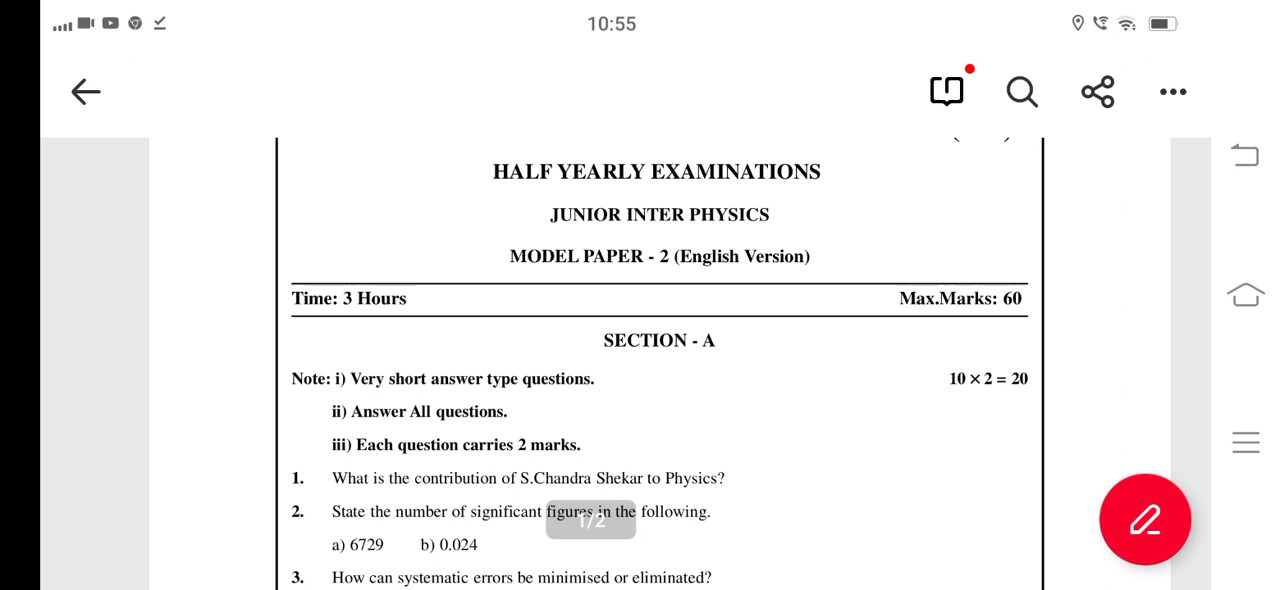 10:55
HALF YEARLY EXAMINATIONS
JUNIOR INTER PHYSICS
MODEL PAPER - 2 (English Version)
Time: 3 Hours Max.Marks: 60
SECTION - A
Note: i) Very short answer type questions. 10 × 2 = 20
ii) Answer All questions.
iii) Each question carries 2 marks.
1. What is the contribution of S.Chandra Shekar to Physics?
2. State the number of significant figures in the following.
1/2
a) 6729 b) 0.024
3. How can systematic errors be minimised or eliminated?